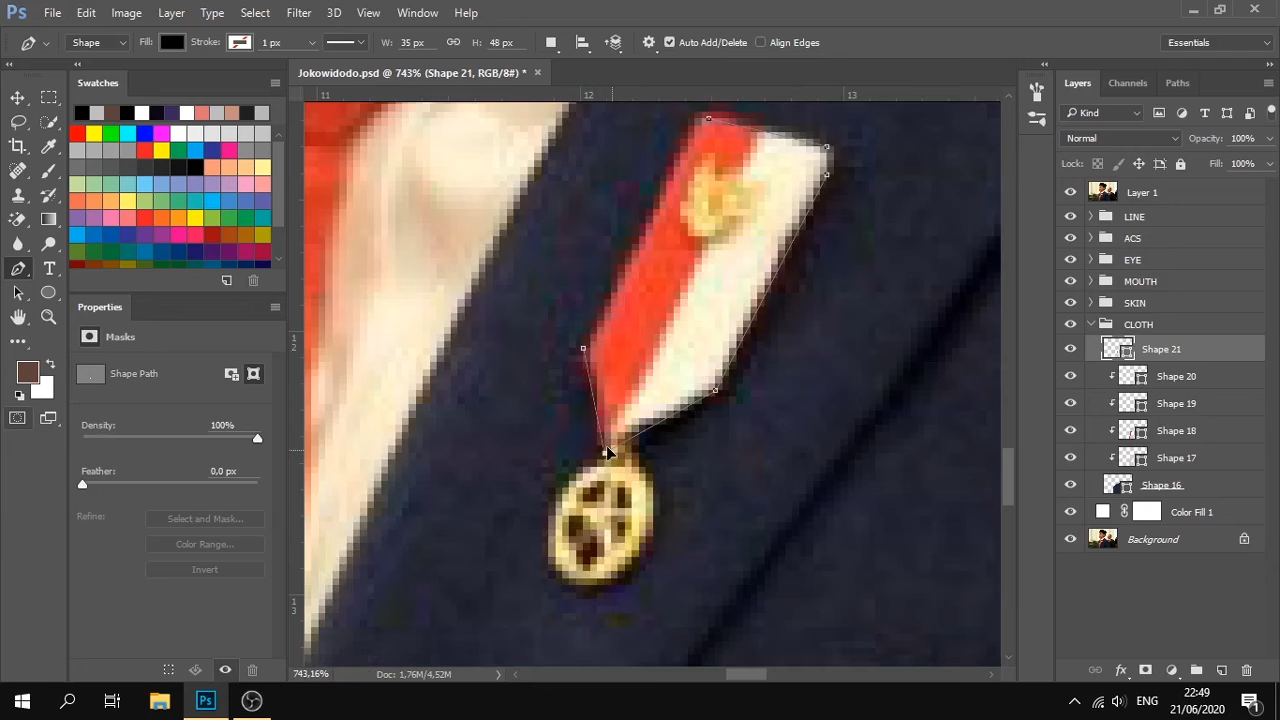 Ps File Edit Image Layer Type Select Filter 3D View Window Help
Shape Fill: Stroke: 1 px W: 35 px H: 48 px Auto Add/Delete Align Edges Essentials
Swatches
Jokowidodo.psd @ 743% (Shape 21, RGB/8#) *
11 12 13
12
13
Properties
Masks
Shape Path
Density: 100%
Feather: 0,0 px
Refine:
Select and Mask...
Color Range...
Invert
Layers Channels Paths
Kind
Normal Opacity: 100%
Lock: Fill: 100%
Layer 1
LINE
ACS
EYE
MOUTH
SKIN
CLOTH
Shape 21
Shape 20
Shape 19
Shape 18
Shape 17
Shape 16
Color Fill 1
Background
743,16% Doc: 1,76M/4,52M
Ps
ENG
22:49
21/06/2020
1